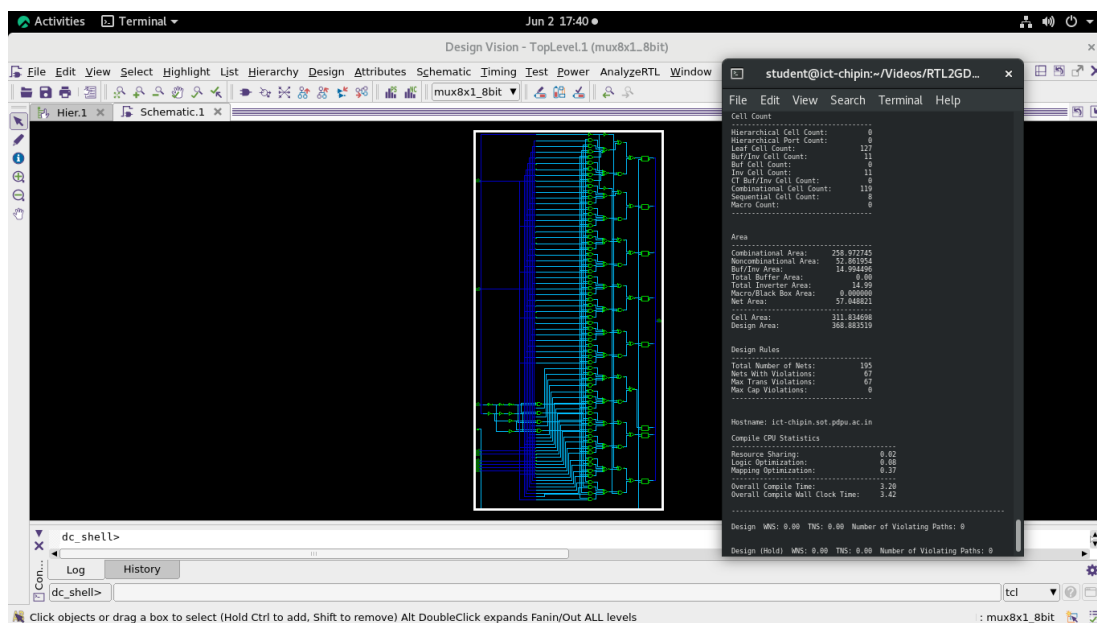 Activities Terminal Jun 2 17:40
Design Vision - TopLevel.1 (mux8x1_8bit)
File Edit View Select Highlight List Hierarchy Design Attributes Schematic Timing Test Power AnalyzeRTL Window
mux8x1_8bit
Hier.1 Schematic.1
student@ict-chipin:~/Videos/RTL2GD...
File Edit View Search Terminal Help
Cell Count
-----------------------------------
Hierarchical Cell Count: 0
Hierarchical Port Count: 0
Leaf Cell Count: 127
Buf/Inv Cell Count: 11
Buf Cell Count: 0
Inv Cell Count: 11
CT Buf/Inv Cell Count: 0
Combinational Cell Count: 119
Sequential Cell Count: 8
Macro Count: 0
-----------------------------------
Area
-----------------------------------
Combinational Area: 258.972745
Noncombinational Area: 52.861954
Buf/Inv Area: 14.994496
Total Buffer Area: 0.00
Total Inverter Area: 14.99
Macro/Black Box Area: 0.000000
Net Area: 57.048821
-----------------------------------
Cell Area: 311.834698
Design Area: 368.883519
Design Rules
-----------------------------------
Total Number of Nets: 195
Nets With Violations: 67
Max Trans Violations: 67
Max Cap Violations: 0
-----------------------------------
Hostname: ict-chipin.sot.pdpu.ac.in
Compile CPU Statistics
-----------------------------------------
Resource Sharing: 0.02
Logic Optimization: 0.08
Mapping Optimization: 0.37
-----------------------------------------
Overall Compile Time: 3.20
Overall Compile Wall Clock Time: 3.42
--------------------------------------------------------------------
Design WNS: 0.00 TNS: 0.00 Number of Violating Paths: 0
Design (Hold) WNS: 0.00 TNS: 0.00 Number of Violating Paths: 0
dc_shell>
Con...
Log History
dc_shell> tcl
Click objects or drag a box to select (Hold Ctrl to add, Shift to remove) Alt DoubleClick expands Fanin/Out ALL levels : mux8x1_8bit